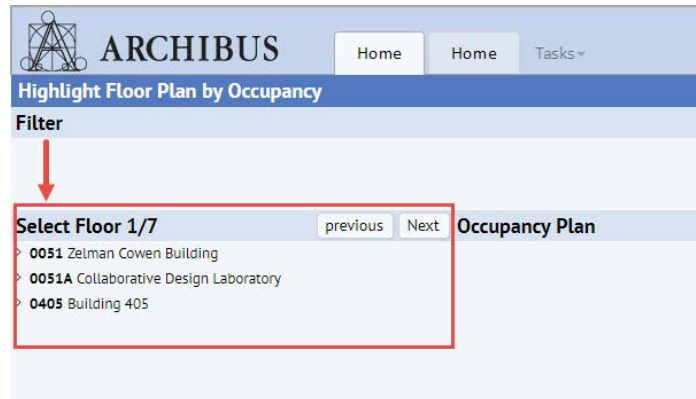 ARCHIBUS Home Home Tasks
Highlight Floor Plan by Occupancy
Filter
Select Floor 1/7 previous Next Occupancy Plan
0051 Zelman Cowen Building
0051A Collaborative Design Laboratory
0405 Building 405